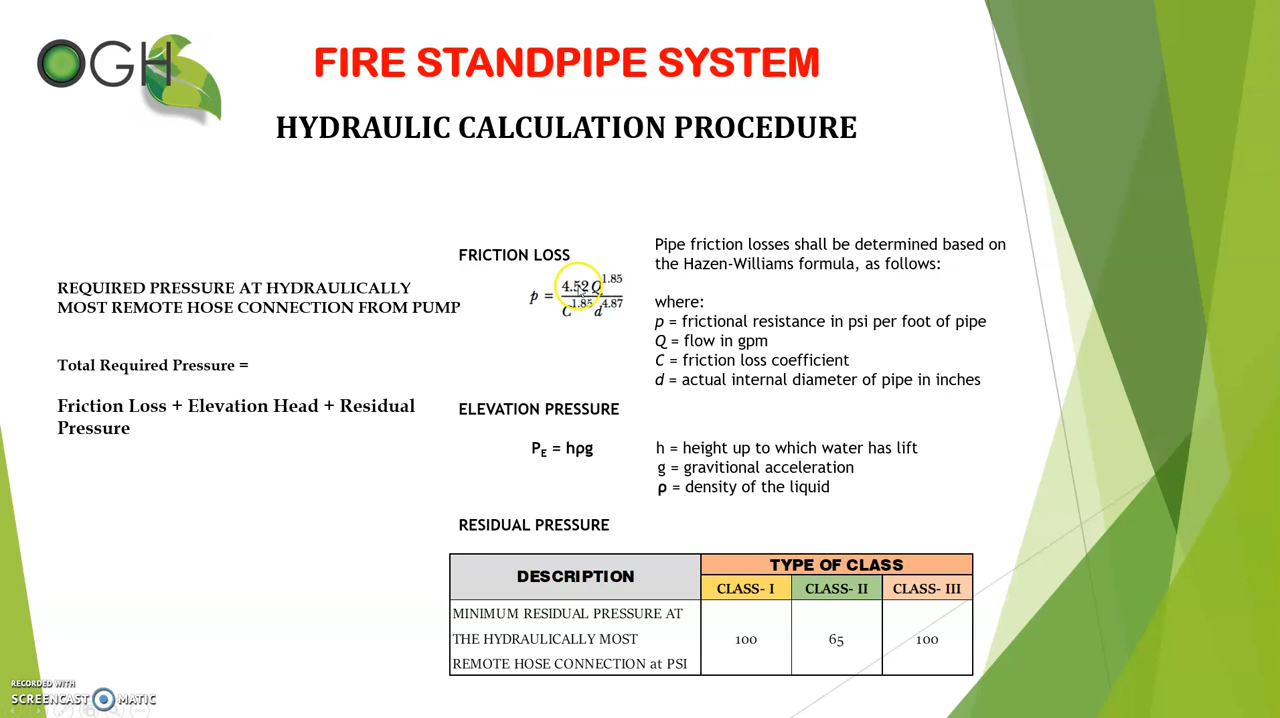 OGH
FIRE STANDPIPE SYSTEM
HYDRAULIC CALCULATION PROCEDURE
REQUIRED PRESSURE AT HYDRAULICALLY
MOST REMOTE HOSE CONNECTION FROM PUMP
Total Required Pressure =
Friction Loss + Elevation Head + Residual
Pressure
FRICTION LOSS
p = 4.52 Q^1.85 / C^1.85 d^4.87
Pipe friction losses shall be determined based on
the Hazen-Williams formula, as follows:
where:
p = frictional resistance in psi per foot of pipe
Q = flow in gpm
C = friction loss coefficient
d = actual internal diameter of pipe in inches
ELEVATION PRESSURE
PE = hρg
h = height up to which water has lift
g = gravitional acceleration
ρ = density of the liquid
RESIDUAL PRESSURE
DESCRIPTION
TYPE OF CLASS
CLASS- I CLASS- II CLASS- III
MINIMUM RESIDUAL PRESSURE AT
THE HYDRAULICALLY MOST
REMOTE HOSE CONNECTION at PSI
100 65 100
RECORDED WITH
SCREENCAST MATIC